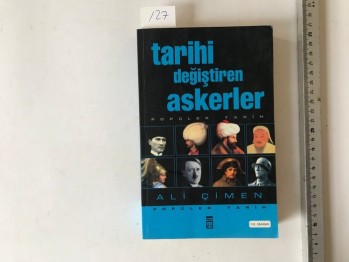 127
tarihi
değiştiren
askerler
POPÜLER TARİH
ALİ ÇİMEN
POPÜLER TARİH